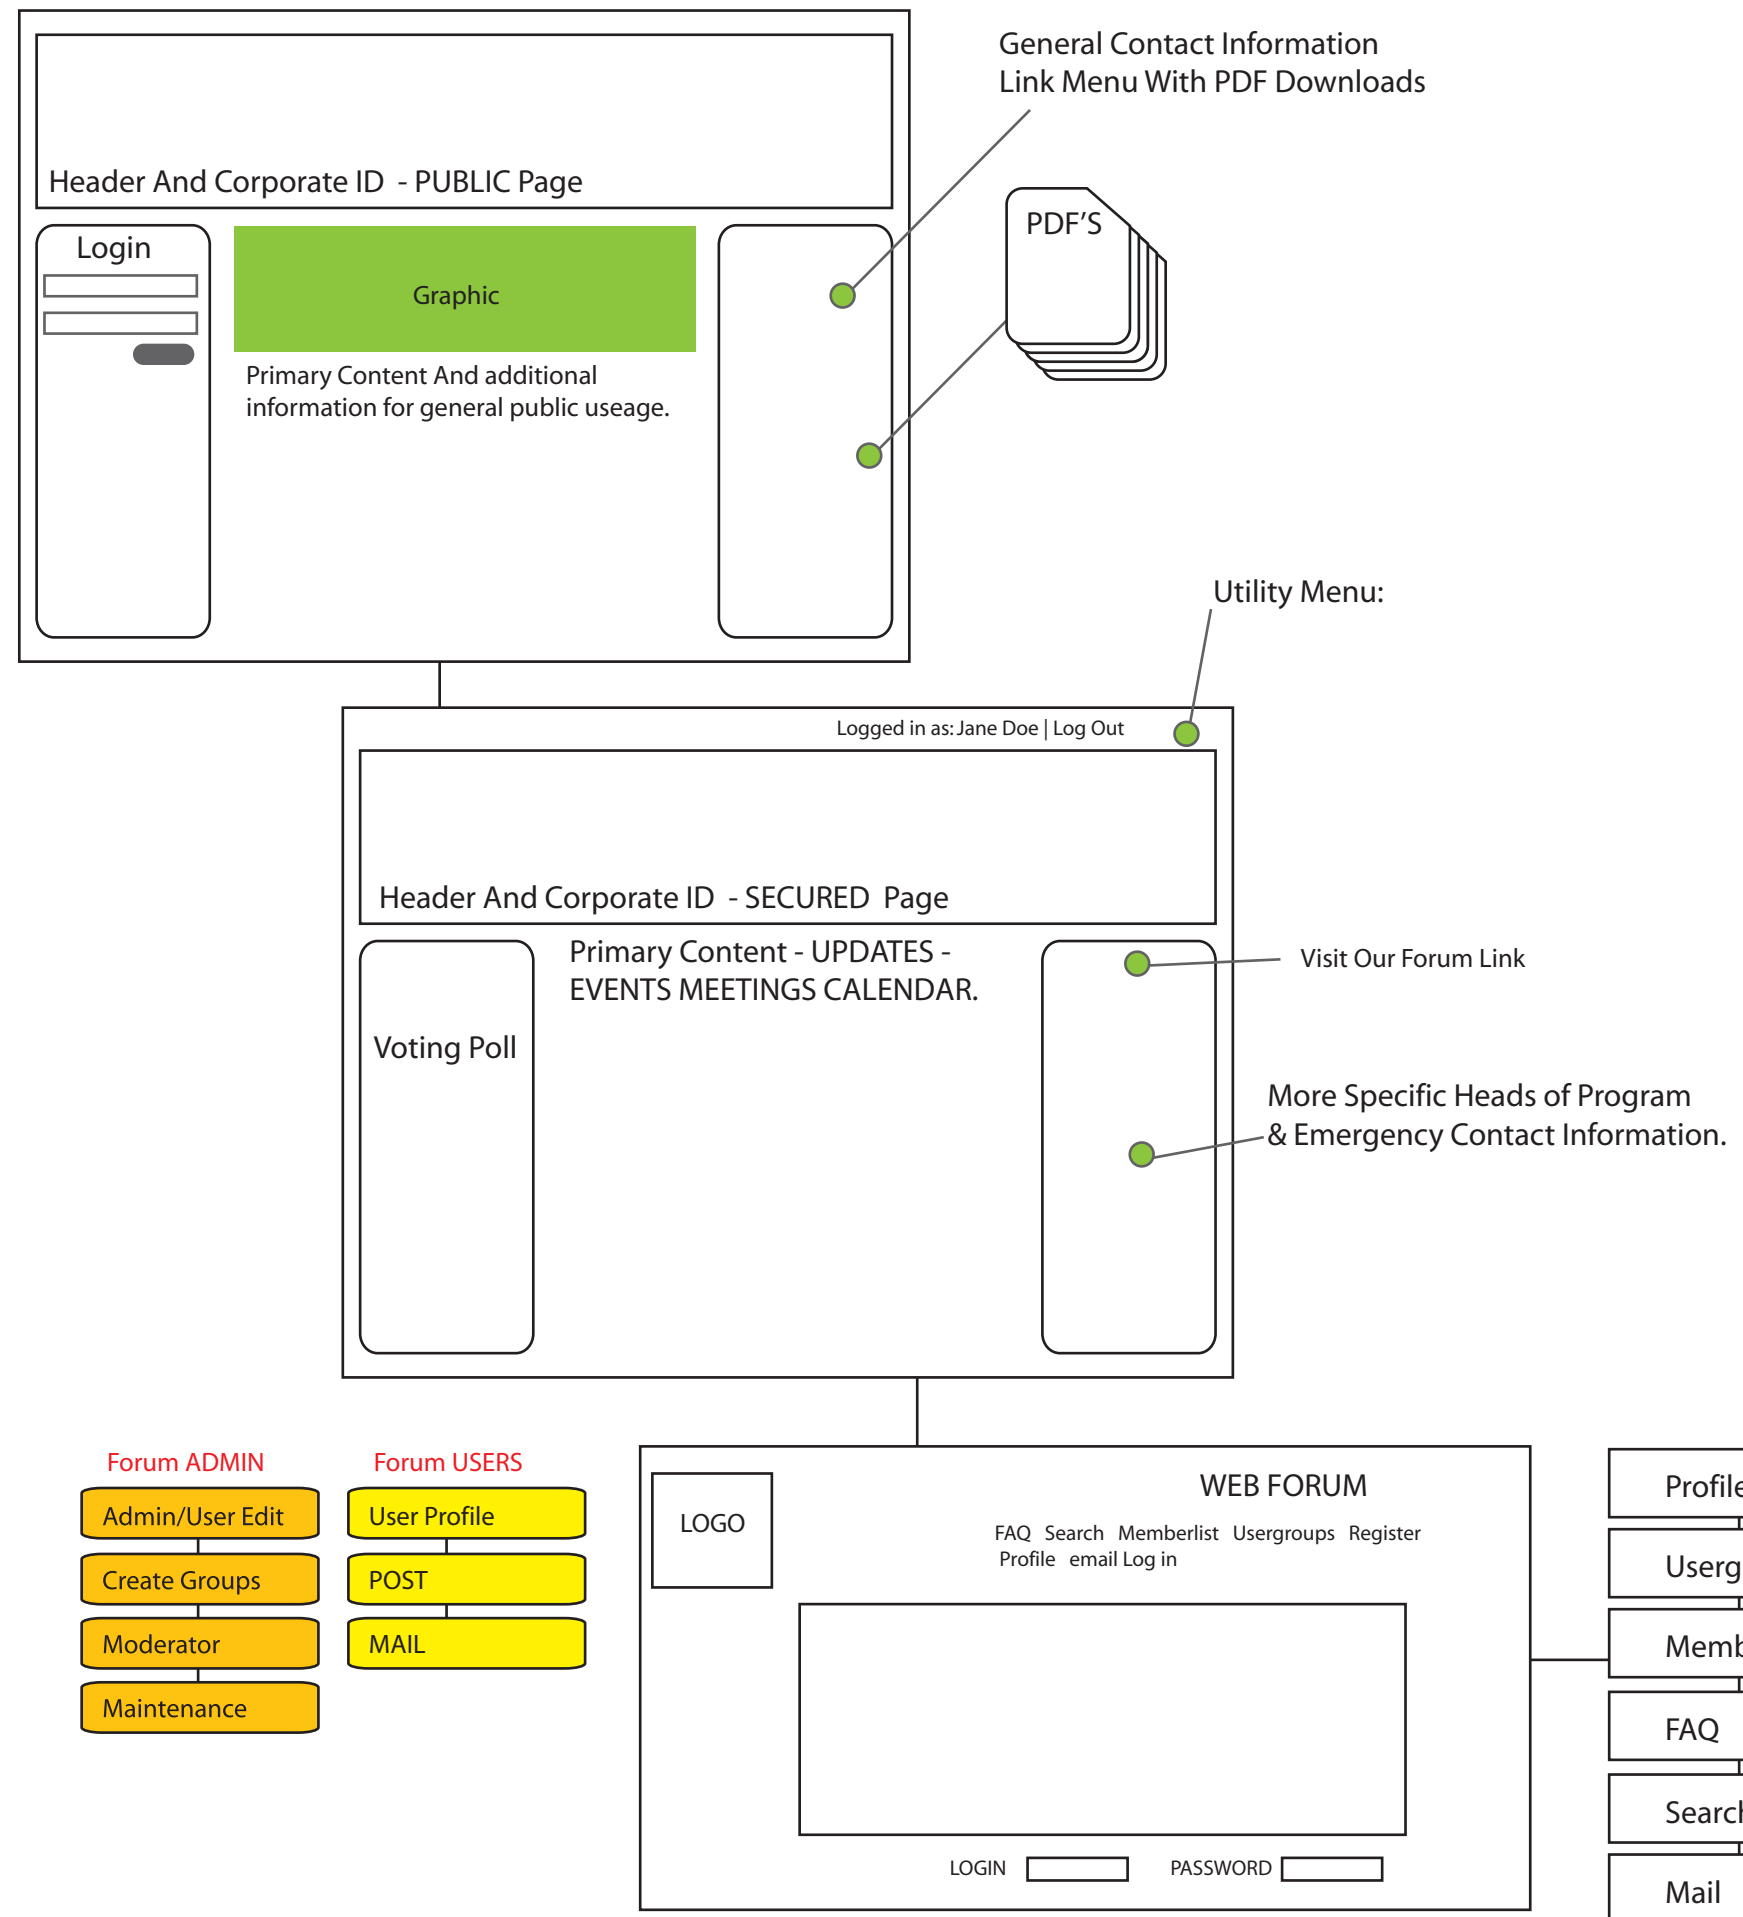 General Contact Information
Link Menu With PDF Downloads
Header And Corporate ID  - PUBLIC Page
PDF'S
Login
Graphic
Primary Content And additional
information for general public useage.
Utility Menu:
Logged in as: Jane Doe | Log Out
Header And Corporate ID  - SECURED  Page
Primary Content - UPDATES -
EVENTS MEETINGS CALENDAR.
Visit Our Forum Link
Voting Poll
More Specific Heads of Program
& Emergency Contact Information.
Forum ADMIN
Admin/User Edit
Create Groups
Moderator
Maintenance
Forum USERS
User Profile
POST
MAIL
LOGO
WEB FORUM
FAQ   Search   Memberlist   Usergroups   Register
Profile   email Log in
LOGIN
PASSWORD
Profile
Userg
Memb
FAQ
Search
Mail